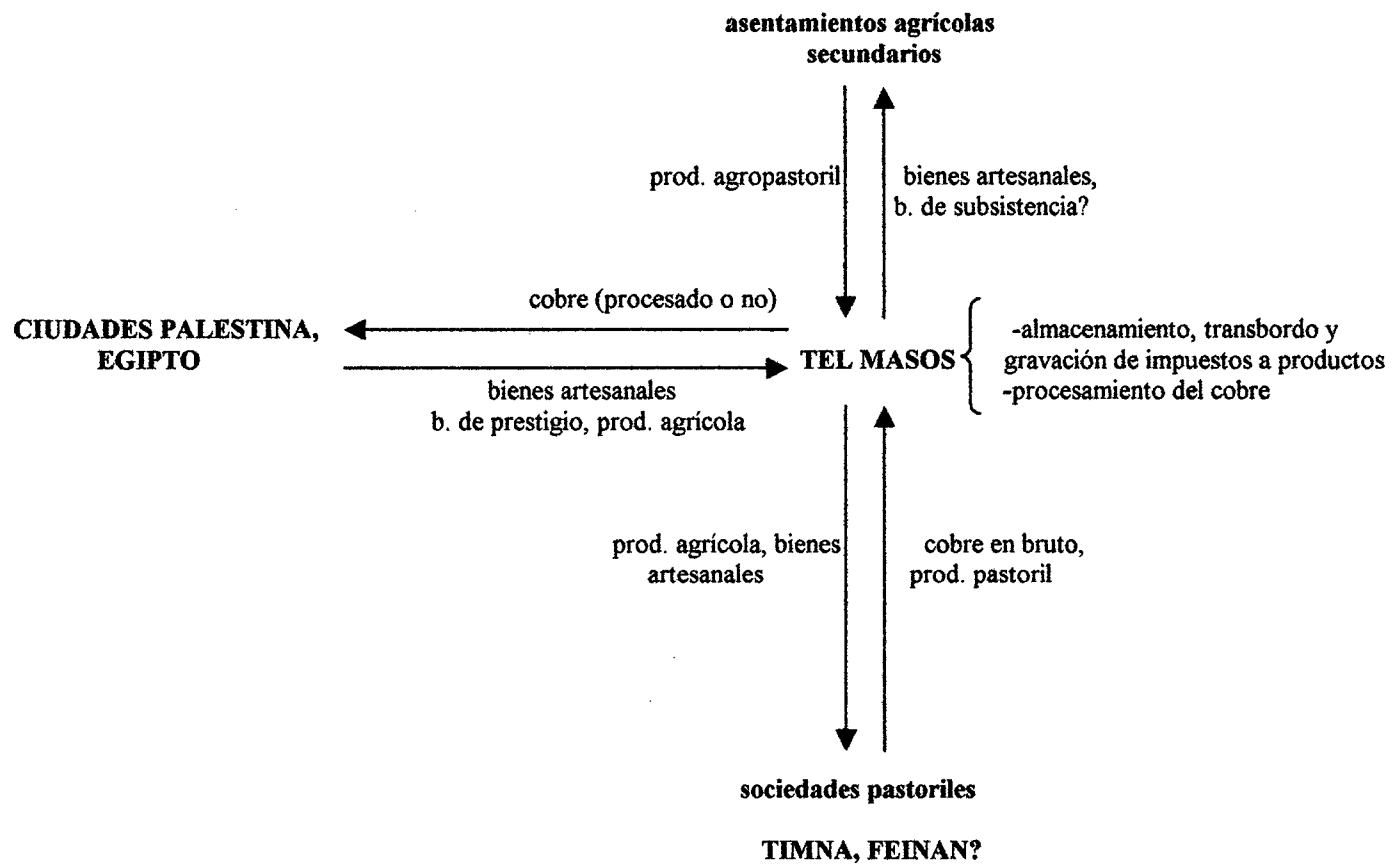 asentamientos agrícolas
secundarios
prod. agropastoril
bienes artesanales,
b. de subsistencia?
cobre (procesado o no)
CIUDADES PALESTINA,
EGIPTO
TEL MASOS
-almacenamiento, transbordo y
gravación de impuestos a productos
-procesamiento del cobre
bienes artesanales
b. de prestigio, prod. agrícola
prod. agrícola, bienes
artesanales
cobre en bruto,
prod. pastoril
sociedades pastoriles
TIMNA, FEINAN?